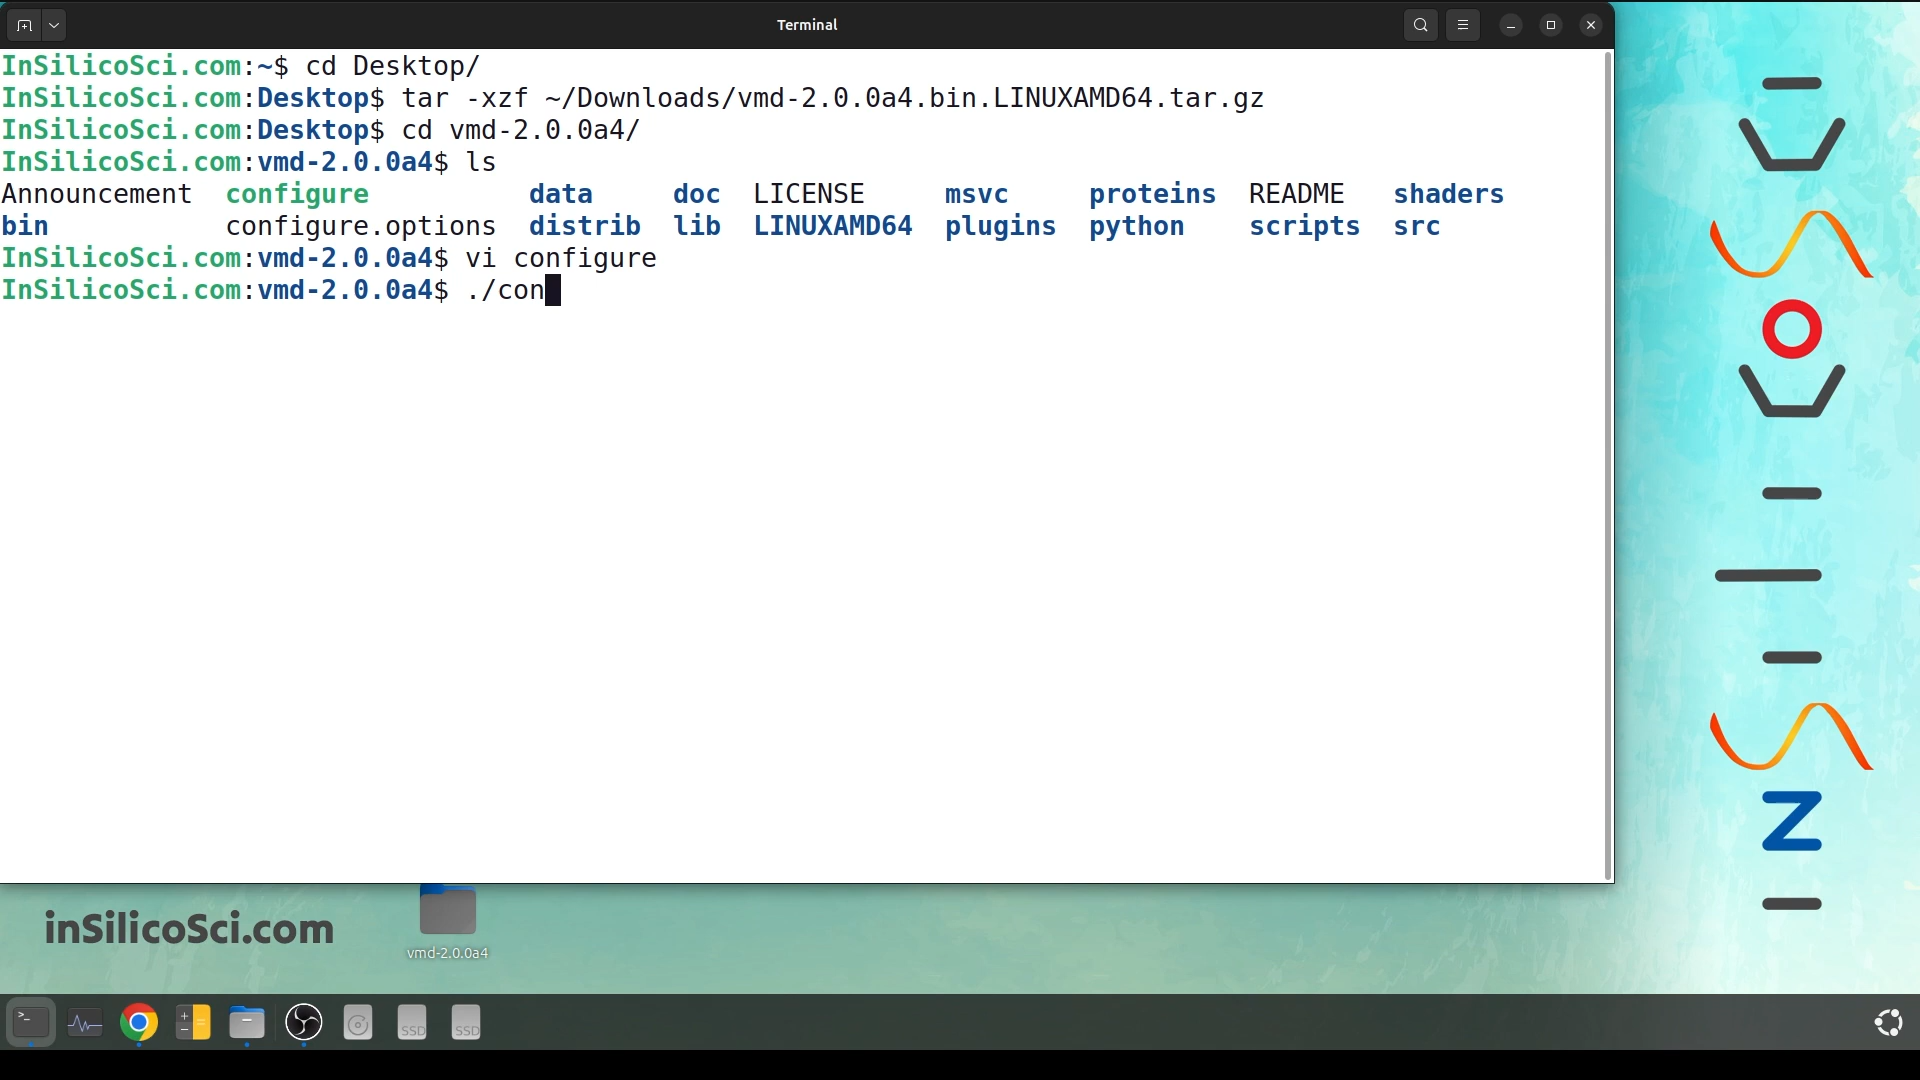 Terminal
InSilicoSci.com:~$ cd Desktop/
InSilicoSci.com:Desktop$ tar -xzf ~/Downloads/vmd-2.0.0a4.bin.LINUXAMD64.tar.gz
InSilicoSci.com:Desktop$ cd vmd-2.0.0a4/
InSilicoSci.com:vmd-2.0.0a4$ ls
Announcement configure data doc LICENSE msvc proteins README shaders
bin configure.options distrib lib LINUXAMD64 plugins python scripts src
InSilicoSci.com:vmd-2.0.0a4$ vi configure
InSilicoSci.com:vmd-2.0.0a4$ ./con
inSilicoSci.com
vmd-2.0.0a4
SSD SSD